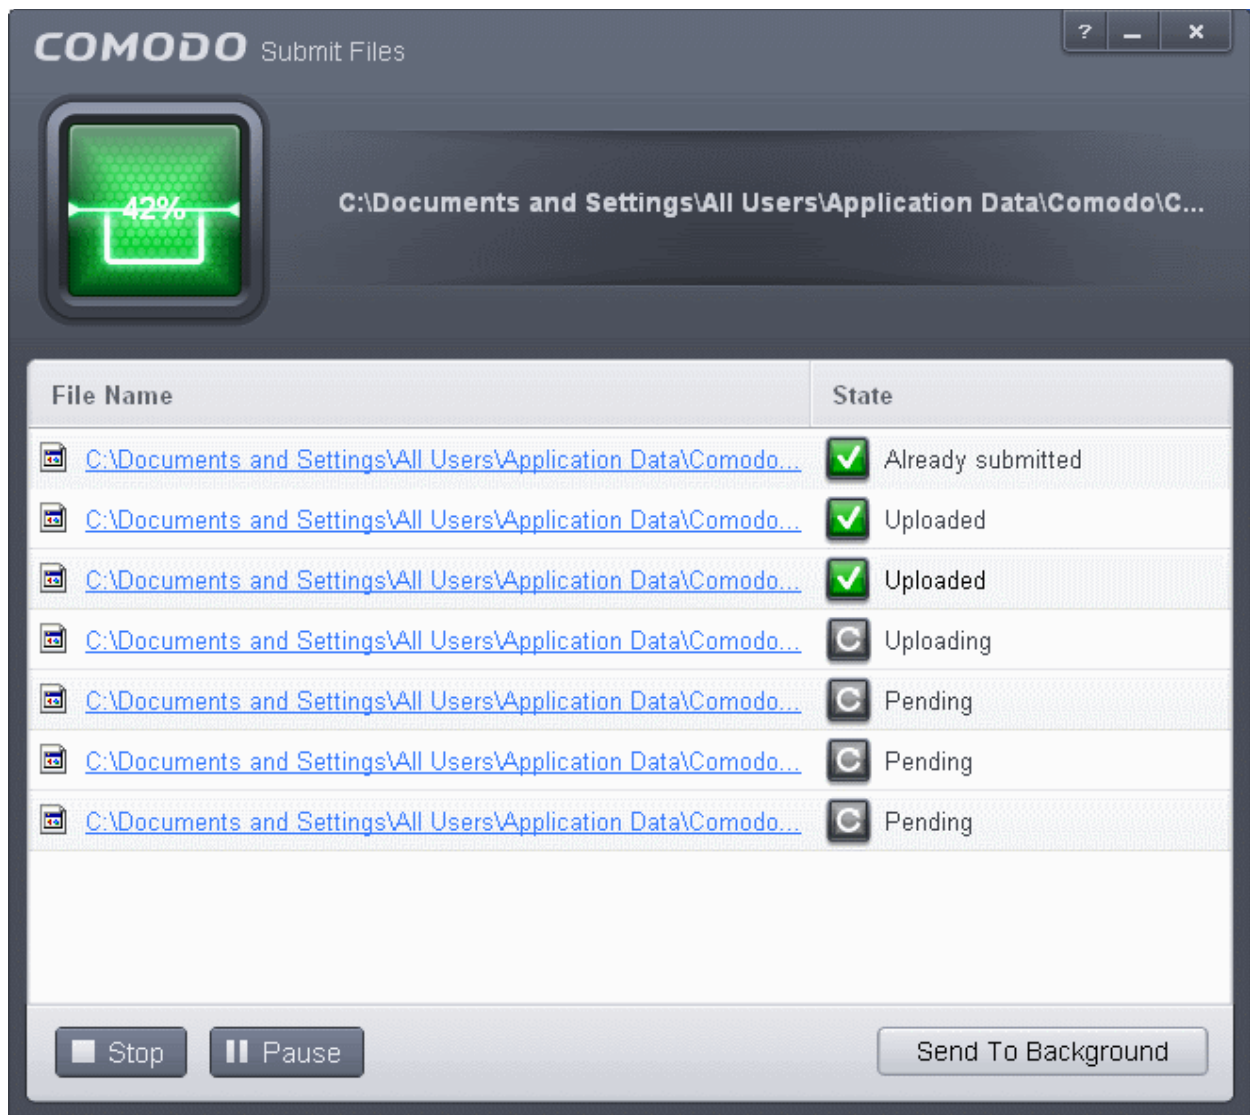 COMODO Submit Files
?
42%
C:\Documents and Settings\All Users\Application Data\Comodo\C...
File Name State
C:\Documents and Settings\All Users\Application Data\Comodo... Already submitted
C:\Documents and Settings\All Users\Application Data\Comodo... Uploaded
C:\Documents and Settings\All Users\Application Data\Comodo... Uploaded
C:\Documents and Settings\All Users\Application Data\Comodo... Uploading
C:\Documents and Settings\All Users\Application Data\Comodo... Pending
C:\Documents and Settings\All Users\Application Data\Comodo... Pending
C:\Documents and Settings\All Users\Application Data\Comodo... Pending
Stop Pause Send To Background